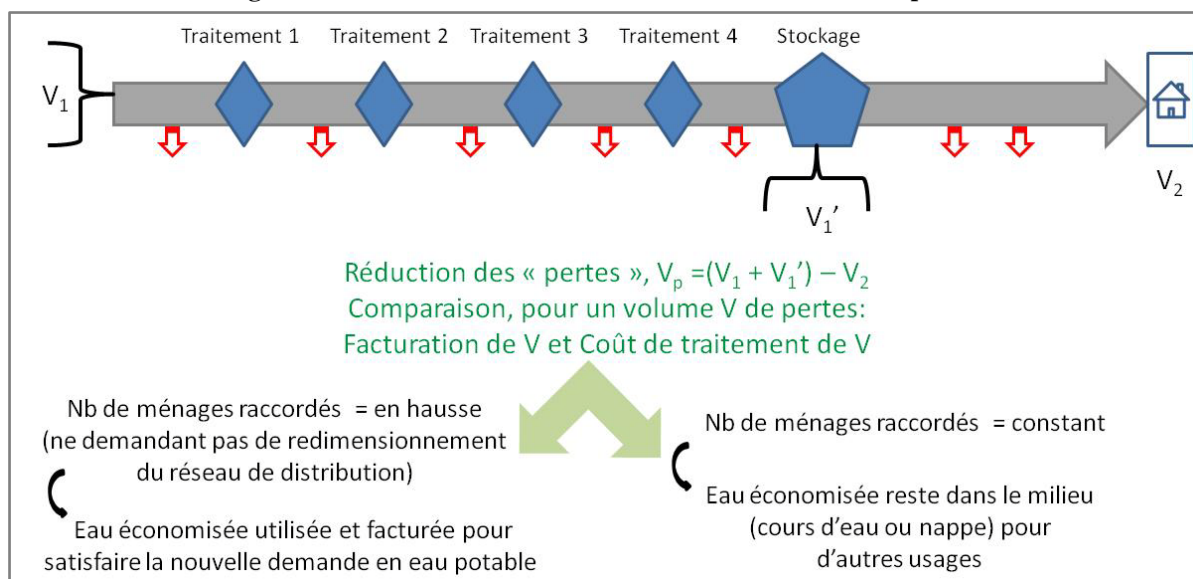 Traitement 1 Traitement 2 Traitement 3 Traitement 4 Stockage
V₁
V₂
V₁’
Réduction des « pertes », Vₚ =(V₁ + V₁’) – V₂
Comparaison, pour un volume V de pertes:
Facturation de V et Coût de traitement de V
Nb de ménages raccordés = en hausse
(ne demandant pas de redimensionnement
du réseau de distribution)
Eau économisée utilisée et facturée pour
satisfaire la nouvelle demande en eau potable
Nb de ménages raccordés = constant
Eau économisée reste dans le milieu
(cours d’eau ou nappe) pour
d’autres usages